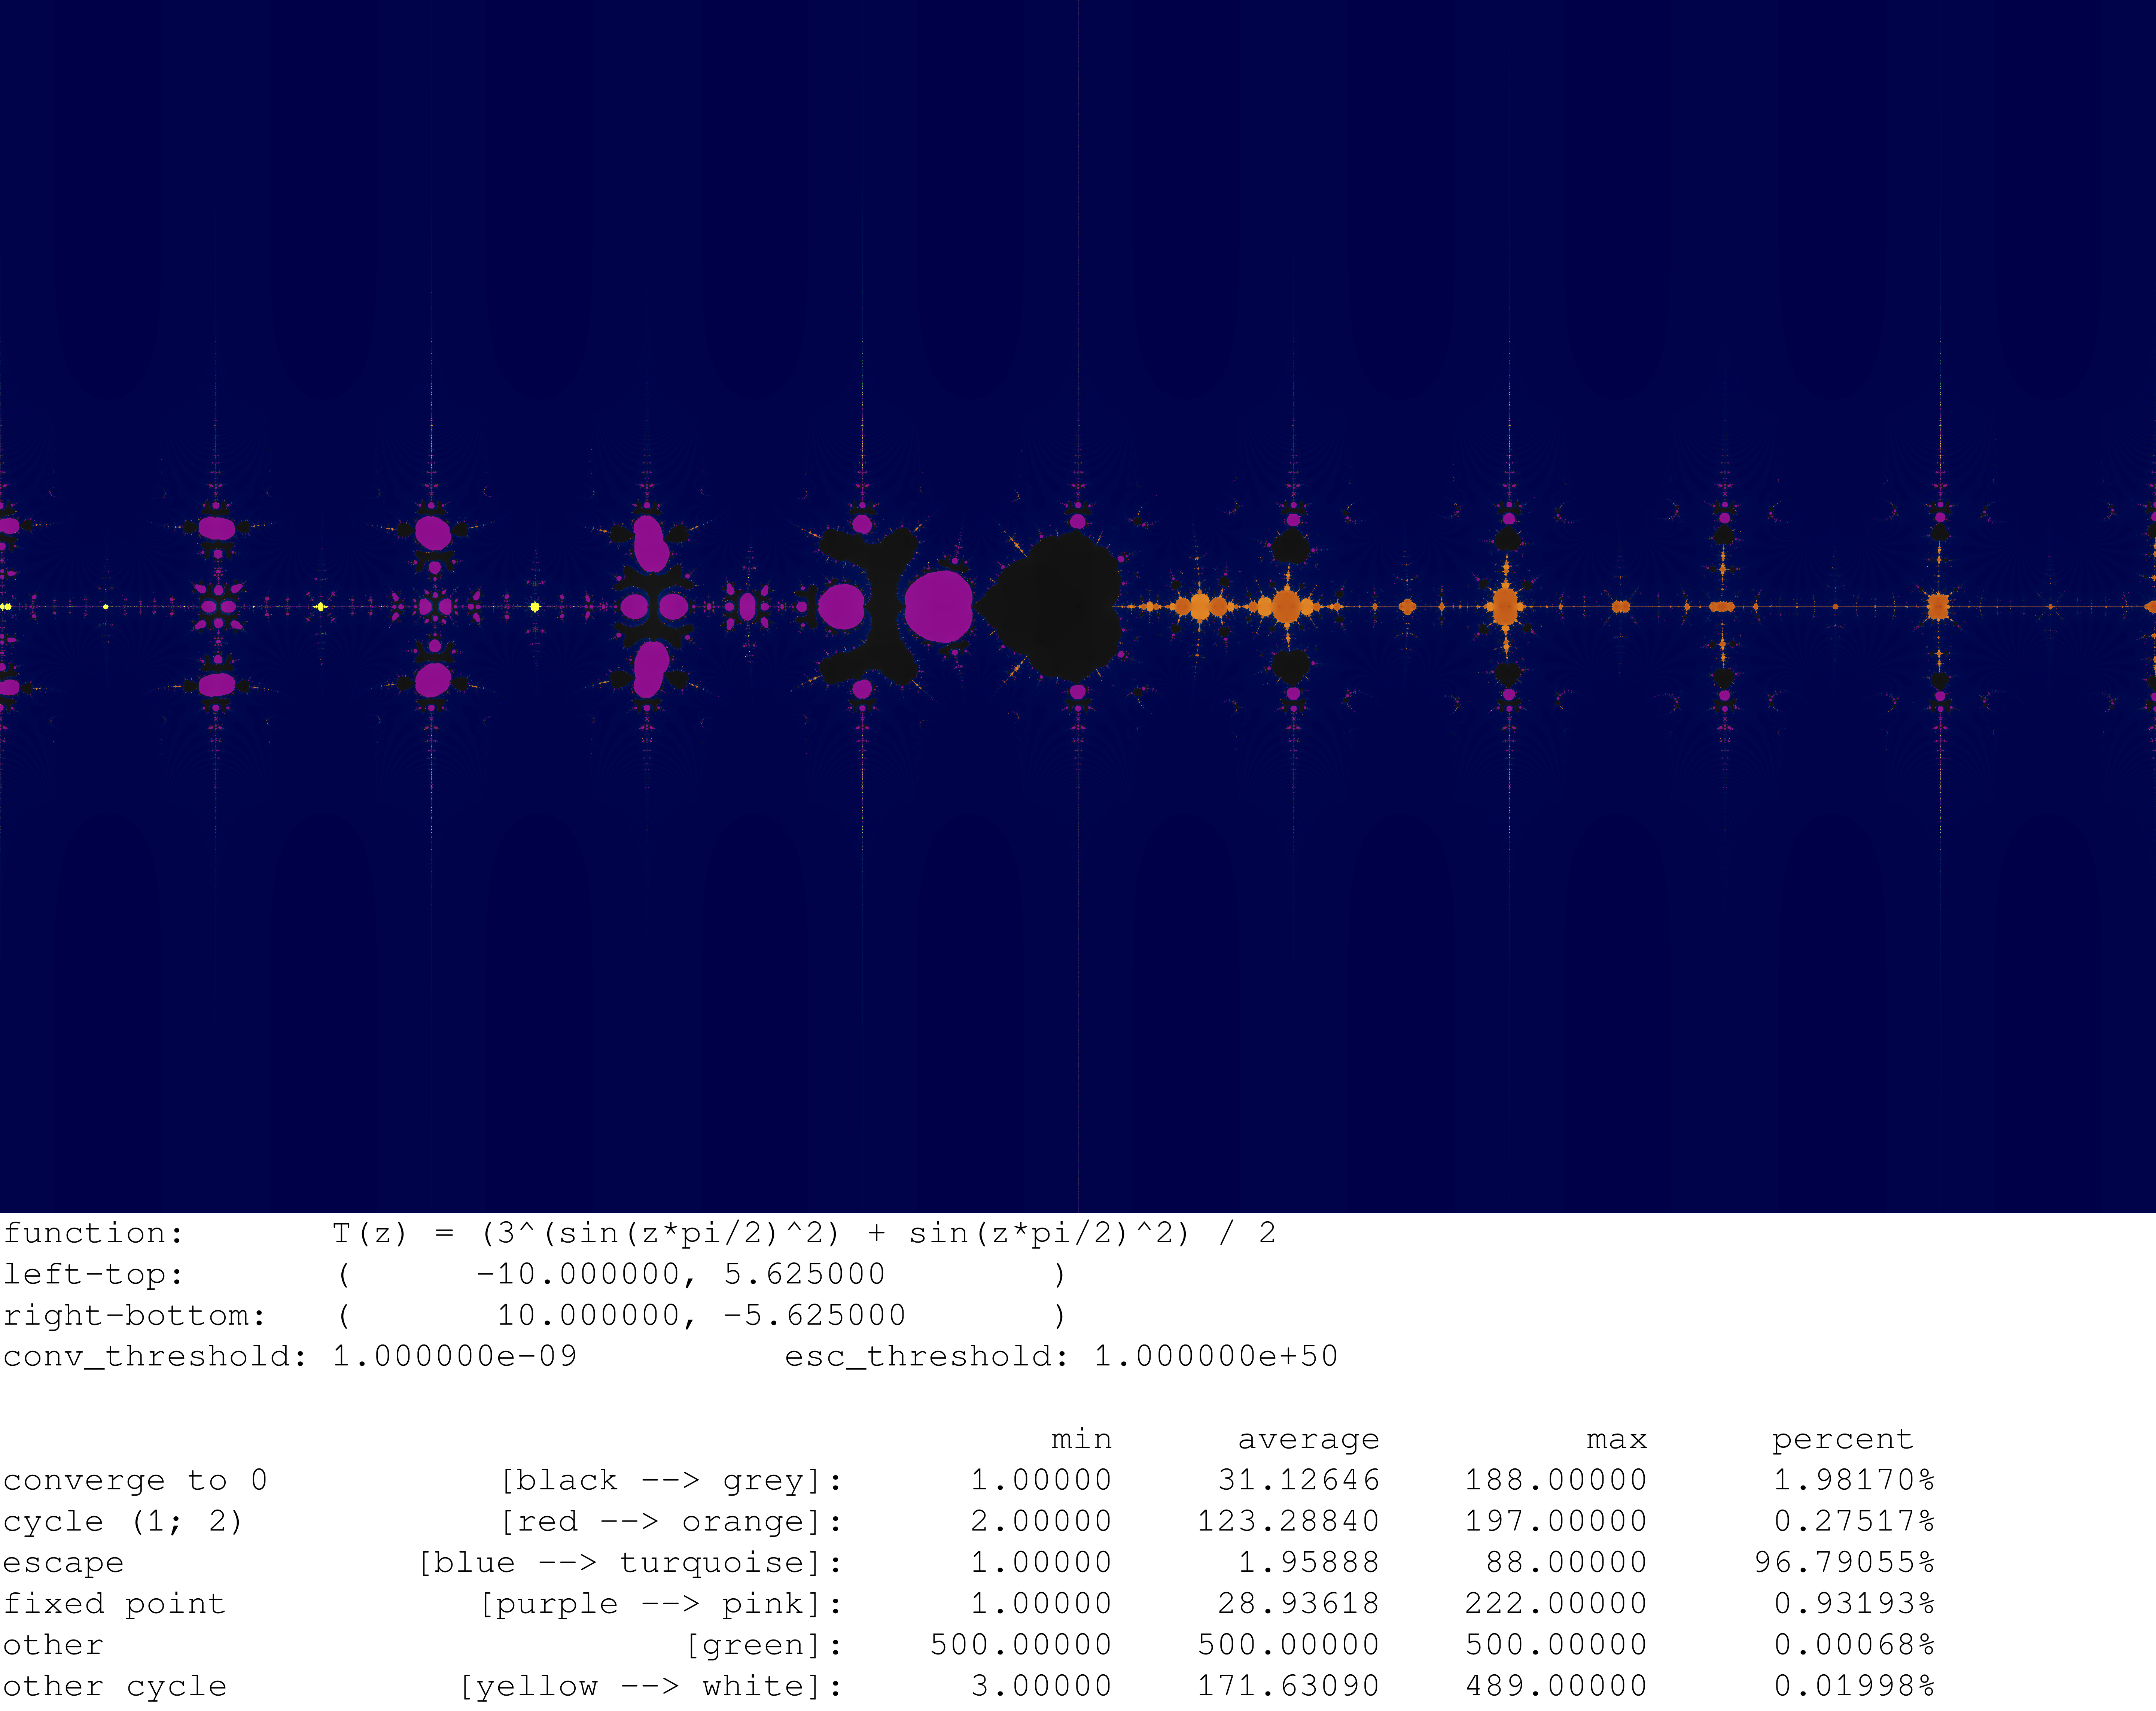 function: T(z) = (3^(sin(z*pi/2)^2) + sin(z*pi/2)^2) / 2
left-top: ( -10.000000, 5.625000 )
right-bottom: ( 10.000000, -5.625000 )
conv_threshold: 1.000000e-09 esc_threshold: 1.000000e+50
min average max percent
converge to 0 [black --> grey]: 1.00000 31.12646 188.00000 1.98170%
cycle (1; 2) [red --> orange]: 2.00000 123.28840 197.00000 0.27517%
escape [blue --> turquoise]: 1.00000 1.95888 88.00000 96.79055%
fixed point [purple --> pink]: 1.00000 28.93618 222.00000 0.93193%
other [green]: 500.00000 500.00000 500.00000 0.00068%
other cycle [yellow --> white]: 3.00000 171.63090 489.00000 0.01998%